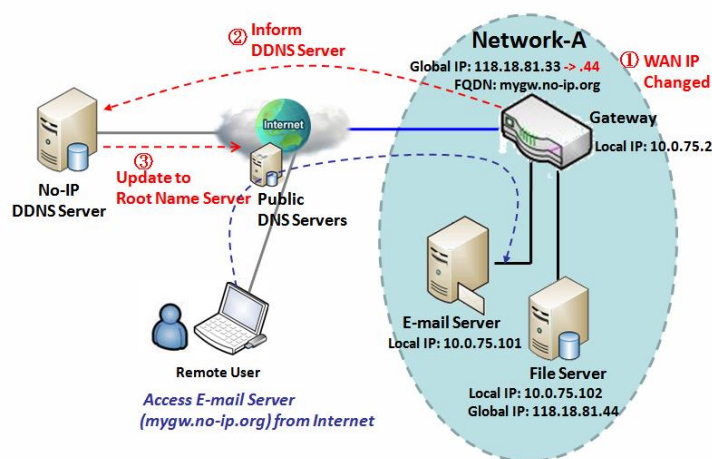 ② Inform
DDNS Server
Network-A
Global IP: 118.18.81.33 -> .44
FQDN: mygw.no-ip.org
① WAN IP
Changed
Internet
Gateway
Local IP: 10.0.75.2
③
Update to
Root Name Server
No-IP
DDNS Server
Public
DNS Servers
E-mail Server
Local IP: 10.0.75.101
File Server
Local IP: 10.0.75.102
Global IP: 118.18.81.44
Remote User
Access E-mail Server
(mygw.no-ip.org) from Internet